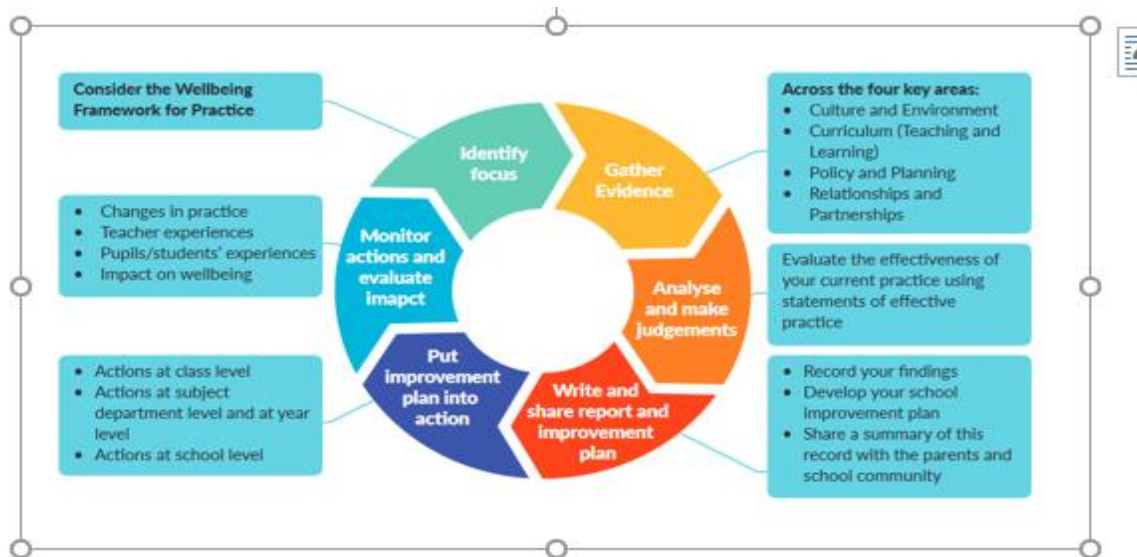 Consider the Wellbeing
Framework for Practice
Identify
focus
Gather
Evidence
Across the four key areas:
• Culture and Environment
• Curriculum (Teaching and
Learning)
• Policy and Planning
• Relationships and
Partnerships
• Changes in practice
• Teacher experiences
• Pupils/students' experiences
• Impact on wellbeing
Monitor
actions and
evaluate
imapct
Analyse
and make
judgements
Evaluate the effectiveness of
your current practice using
statements of effective
practice
• Actions at class level
• Actions at subject
department level and at year
level
• Actions at school level
Put
improvement
plan into
action
Write and
share report and
improvement
plan
• Record your findings
• Develop your school
improvement plan
• Share a summary of this
record with the parents and
school community